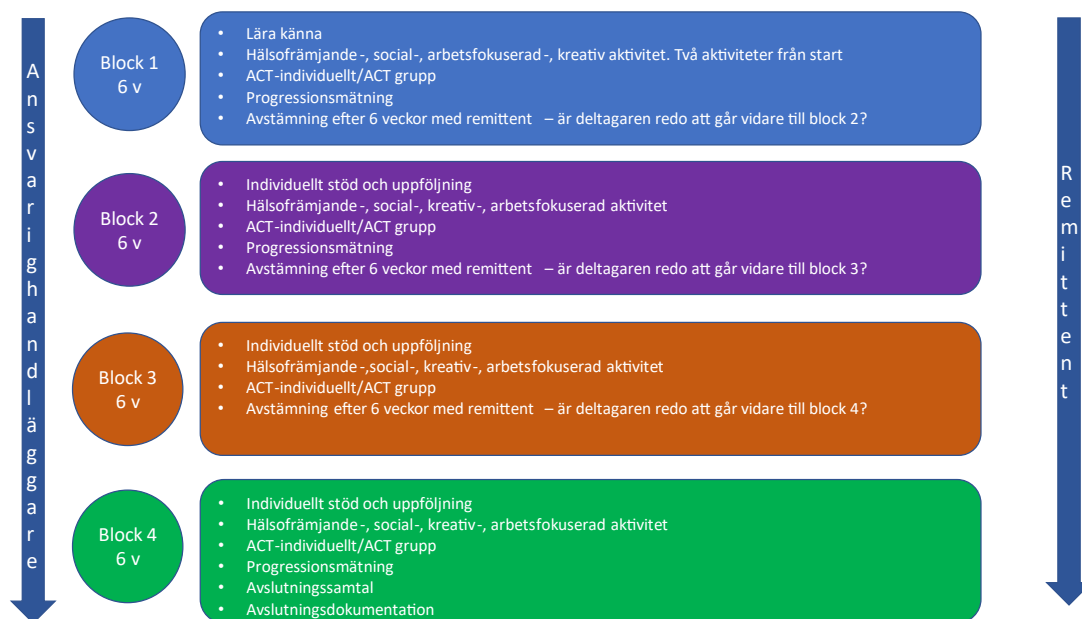 Ansvarighandläggare
Block 1
6 v
• Lära känna
• Hälsofrämjande-, social-, arbetsfokuserad-, kreativ aktivitet. Två aktiviteter från start
• ACT-individuellt/ACT grupp
• Progressionsmätning
• Avstämning efter 6 veckor med remittent – är deltagaren redo att går vidare till block 2?
Block 2
6 v
• Individuellt stöd och uppföljning
• Hälsofrämjande-, social-, kreativ-, arbetsfokuserad aktivitet
• ACT-individuellt/ACT grupp
• Progressionsmätning
• Avstämning efter 6 veckor med remittent – är deltagaren redo att går vidare till block 3?
Block 3
6 v
• Individuellt stöd och uppföljning
• Hälsofrämjande-,social-, kreativ-, arbetsfokuserad aktivitet
• ACT-individuellt/ACT grupp
• Avstämning efter 6 veckor med remittent – är deltagaren redo att går vidare till block 4?
Block 4
6 v
• Individuellt stöd och uppföljning
• Hälsofrämjande-, social-, kreativ-, arbetsfokuserad aktivitet
• ACT-individuellt/ACT grupp
• Progressionsmätning
• Avslutningssamtal
• Avslutningsdokumentation
Remittent